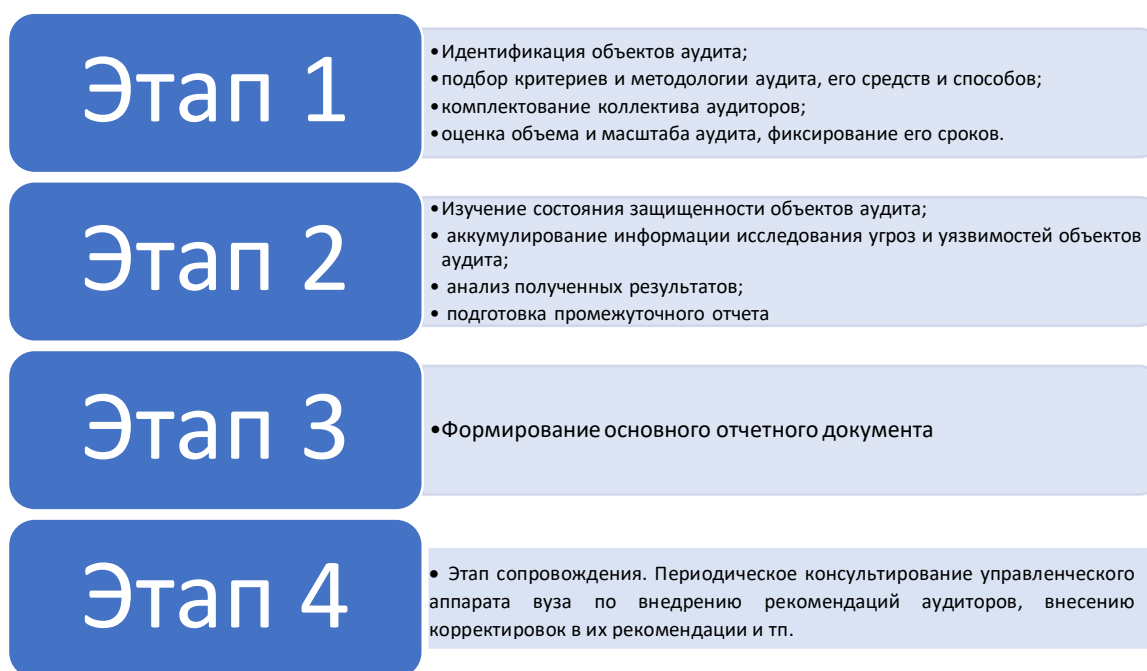 Этап 1
•Идентификация объектов аудита;
•подбор критериев и методологии аудита, его средств и способов;
•комплектование коллектива аудиторов;
•оценка объема и масштаба аудита, фиксирование его сроков.
Этап 2
•Изучение состояния защищенности объектов аудита;
• аккумулирование информации исследования угроз и уязвимостей объектов
аудита;
• анализ полученных результатов;
• подготовка промежуточного отчета
Этап 3
•Формирование основного отчетного документа
Этап 4
• Этап сопровождения. Периодическое консультирование управленческого
аппарата вуза по внедрению рекомендаций аудиторов, внесению
корректировок в их рекомендации и тп.